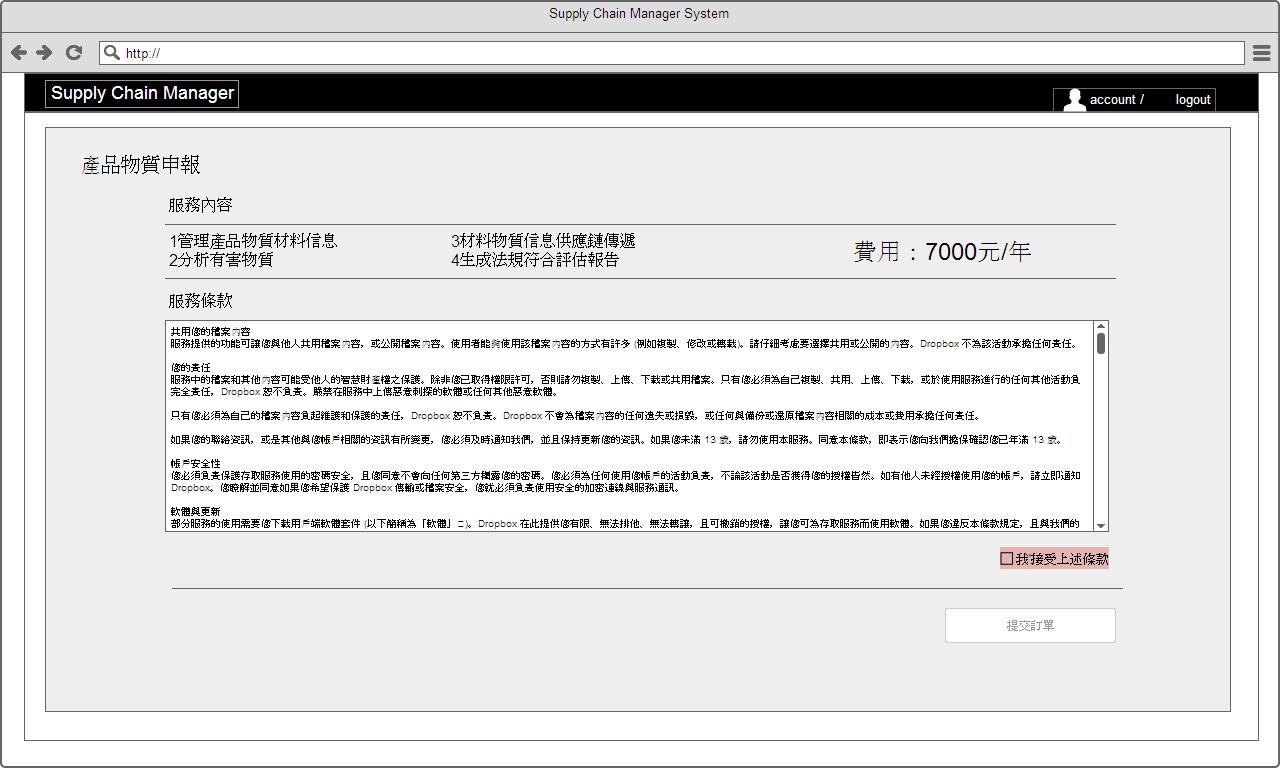 Supply Chain Manager System
http://
Supply Chain Manager
account /
logout
產品物質申報
服務內容
1管理產品物質材料信息
2分析有害物質
3材料物質信息供應鏈傳遞
4生成法規符合評估報告
費用：7000元/年
服務條款
共用您的檔案內容
服務提供的功能可讓您與他人共用檔案內容，或公開檔案內容。使用者能夠使用該檔案內容的方式有許多 (例如複製、修改或轉載)。請仔細考慮要選擇共用或公開的內容。Dropbox 不為該活動承擔任何責任。
您的責任
服務中的檔案和其他內容可能受他人的智慧財產權之保護。除非您已取得權限許可，否則請勿複製、上傳、下載或共用檔案。只有您必須為自己複製、共用、上傳、下載，或於使用服務進行的任何其他活動負
完全責任，Dropbox 恕不負責。嚴禁在服務中上傳惡意刺探的軟體或任何其他惡意軟體。
只有您必須為自己的檔案內容負起維護和保護的責任，Dropbox 恕不負責。Dropbox 不會為檔案內容的任何遺失或損毀，或任何與備份或還原檔案內容相關的成本或費用承擔任何責任。
如果您的聯絡資訊，或是其他與您帳戶相關的資訊有所變更，您必須及時通知我們，並且保持更新您的資訊。如果您未滿 13 歲，請勿使用本服務。同意本條款，即表示您向我們擔保確認您已年滿 13 歲。
帳戶安全性
您必須負責保護存取服務使用的密碼安全，且您同意不會向任何第三方揭露您的密碼。您必須為任何使用您帳戶的活動負責，不論該活動是否獲得您的授權皆然。如有他人未經授權使用您的帳戶，請立即通知
Dropbox。您瞭解並同意如果您希望保護 Dropbox 傳輸或檔案安全，您就必須負責使用安全的加密連線與服務通訊。
軟體與更新
部分服務的使用需要您下載用戶端軟體套件 (以下簡稱為「軟體」□)。Dropbox 在此提供您有限、無法排他、無法轉讓，且可撤銷的授權，讓您可為存取服務而使用軟體。如果您違反本條款規定，且與我們的
我接受上述條款
提交訂單